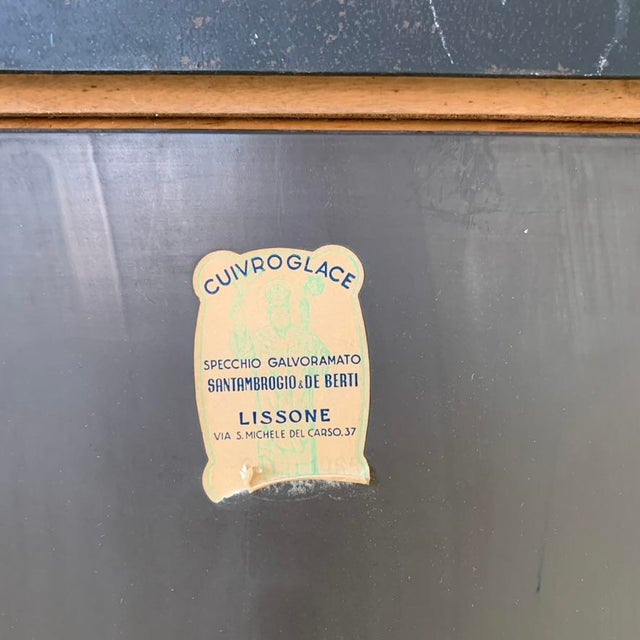 CUIVROGLACE
SPECCHIO GALVORAMATO
SANTAMBROGIO & DE BERTI
LISSONE
VIA S. MICHELE DEL CARSO, 37